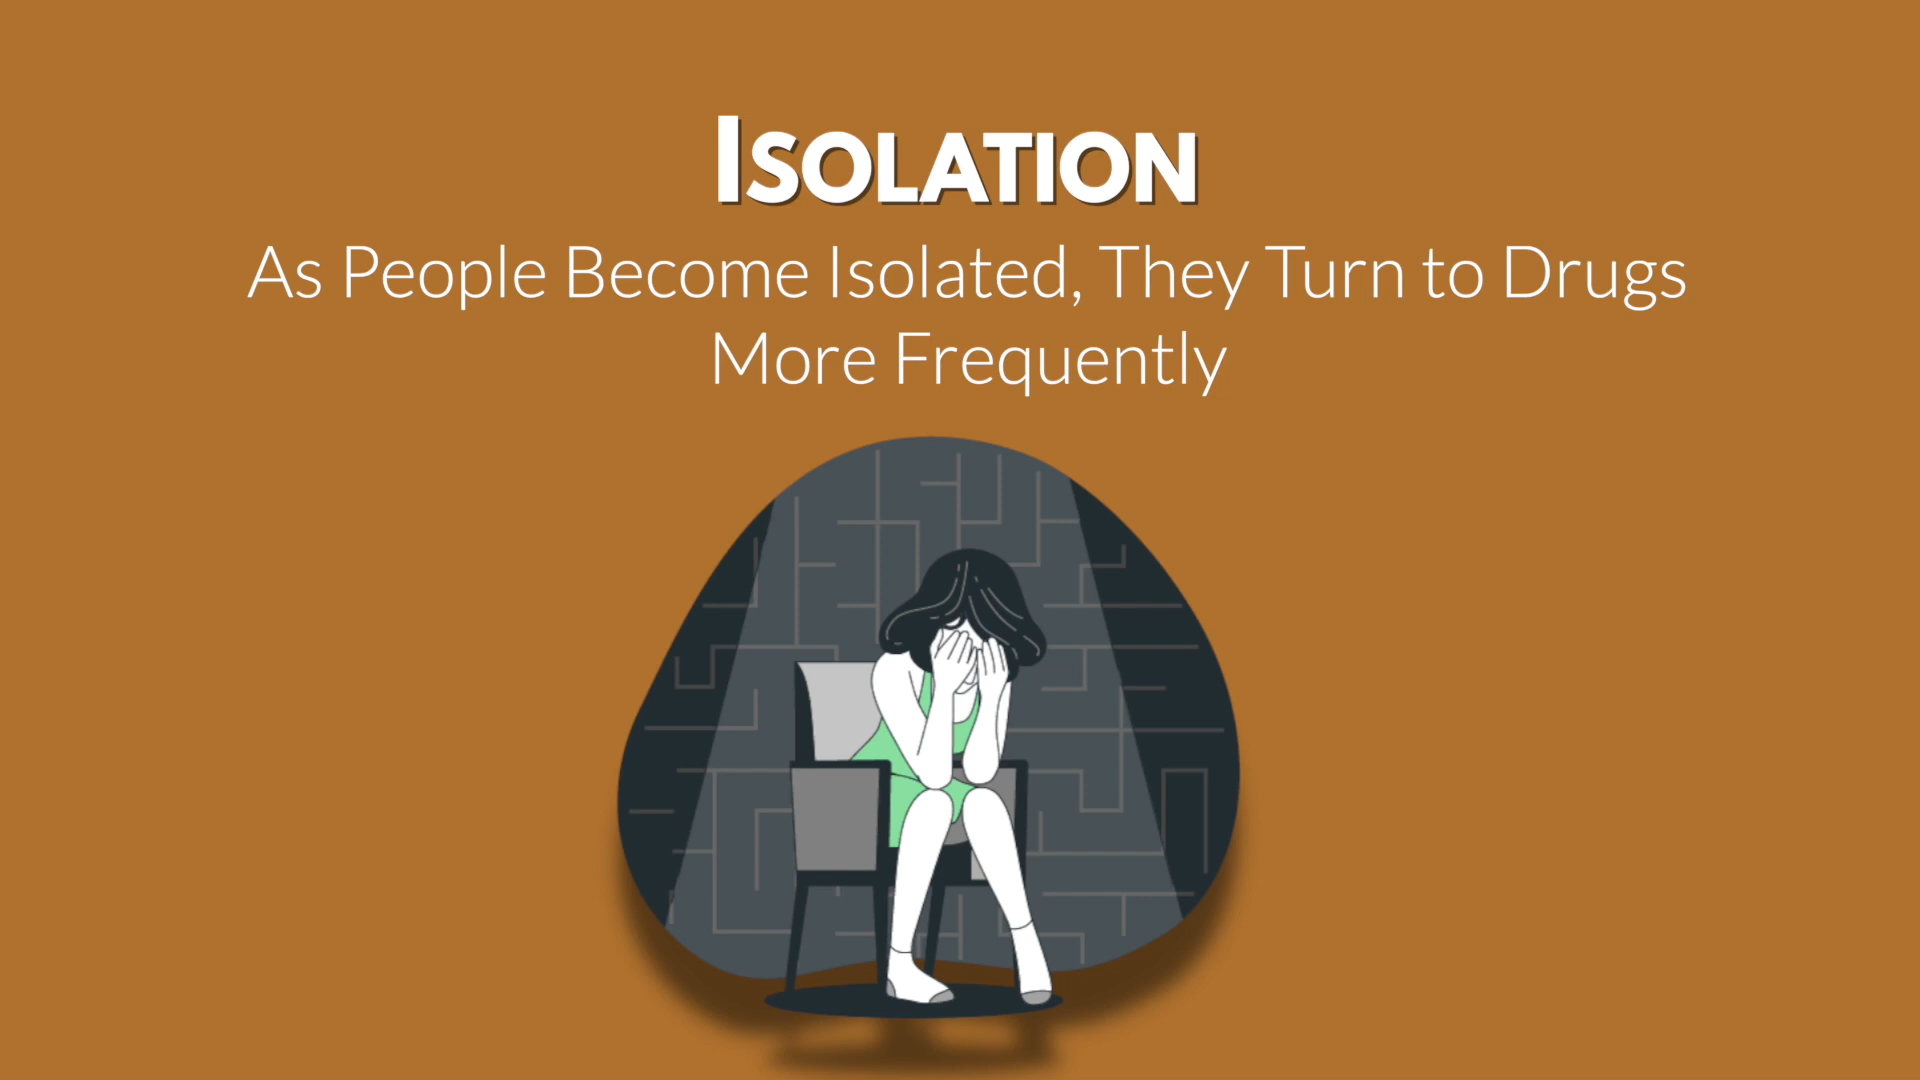 Isolation
As People Become Isolated, They Turn to Drugs
More Frequently